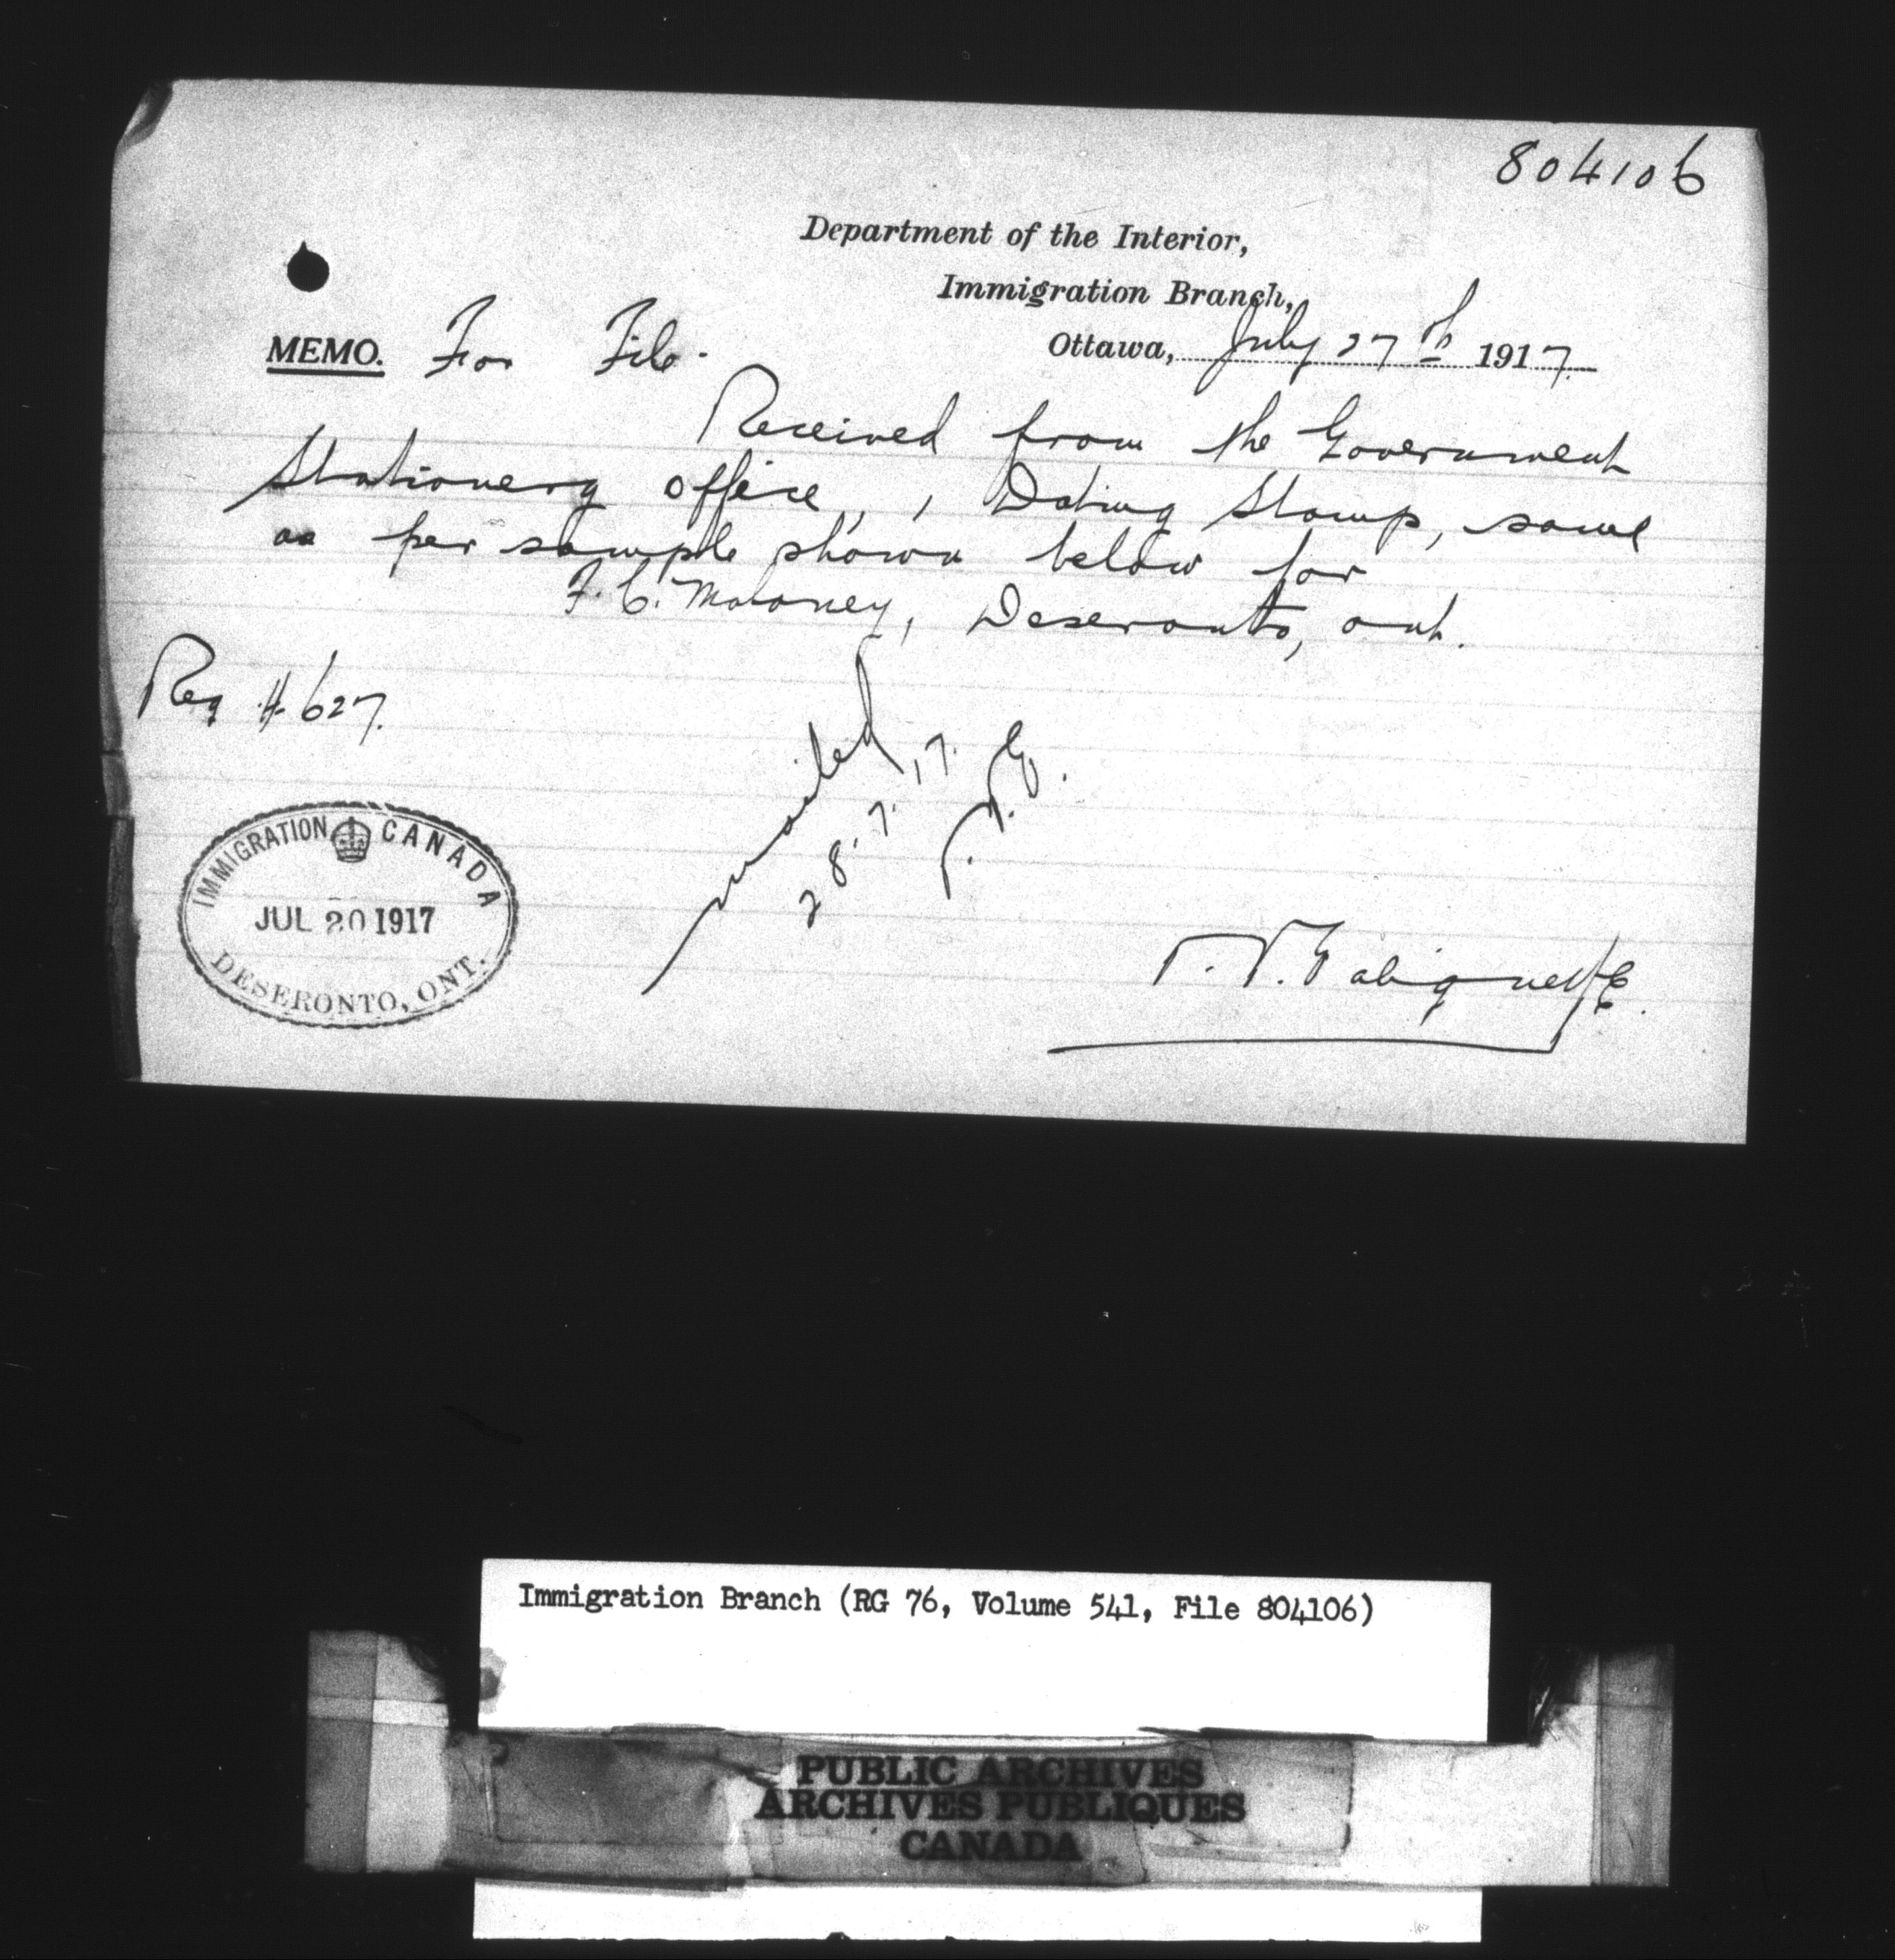 804106
Department of the Interior,
Immigration Branch,
MEMO. For File. Ottawa, July 27th 1917.
Received from the Government
Stationery office, 1 Dating Stamp, same
as per sample shown below for
F. C. Maloney, Deseronto, Ont.
Req # 627.
mailed
28.7.17.
IMMIGRATION CANADA
JUL 20 1917
DESERONTO, ONT.
Immigration Branch (RG 76, Volume 541, File 804106)
PUBLIC ARCHIVES
ARCHIVES PUBLIQUES
CANADA